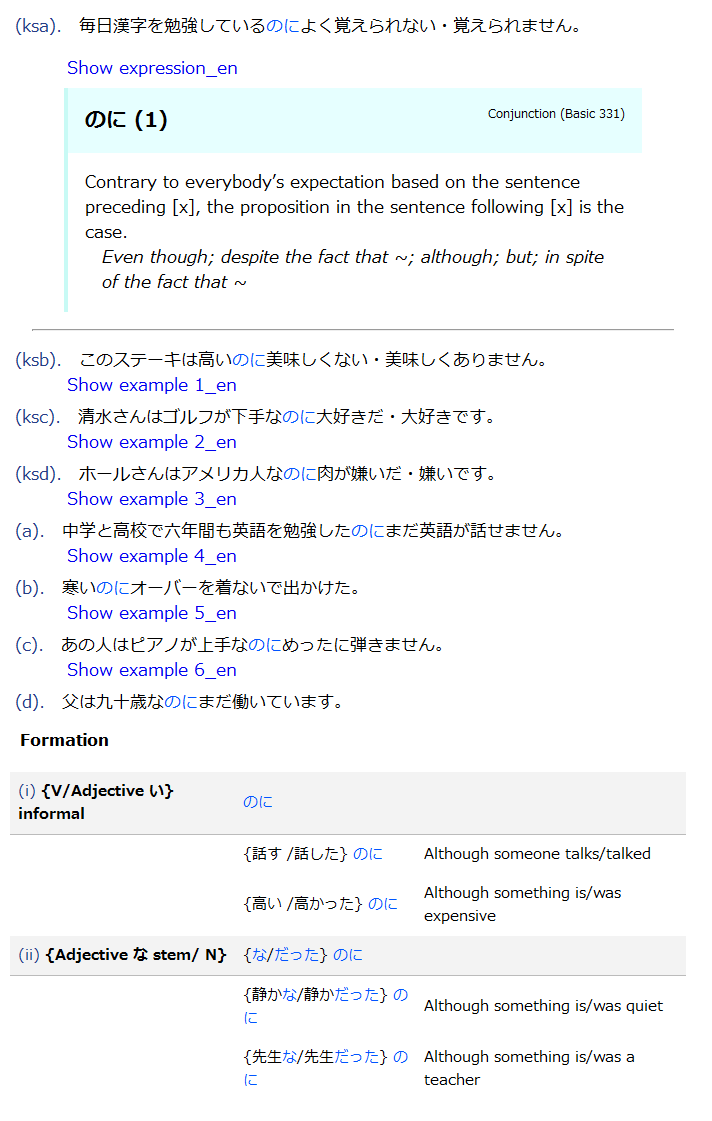 (ksa). 毎日漢字を勉強しているのによく覚えられない・覚えられません。
Show expression_en
のに (1)
Conjunction (Basic 331)
Contrary to everybody’s expectation based on the sentence
preceding [x], the proposition in the sentence following [x] is the
case.
Even though; despite the fact that ~; although; but; in spite
of the fact that ~
(ksb). このステーキは高いのに美味しくない・美味しくありません。
Show example 1_en
(ksc). 清水さんはゴルフが下手なのに大好きだ・大好きです。
Show example 2_en
(ksd). ホールさんはアメリカ人なのに肉が嫌いだ・嫌いです。
Show example 3_en
(a). 中学と高校で六年間も英語を勉強したのにまだ英語が話せません。
Show example 4_en
(b). 寒いのにオーバーを着ないで出かけた。
Show example 5_en
(c). あの人はピアノが上手なのにめったに弾きません。
Show example 6_en
(d). 父は九十歳なのにまだ働いています。
Formation
(i) {V/Adjective い}
informal
のに
{話す /話した} のに
Although someone talks/talked
{高い /高かった} のに
Although something is/was
expensive
(ii) {Adjective な stem/ N}
{な/だった} のに
{静かな/静かだった} の
に
Although something is/was quiet
{先生な/先生だった} の
に
Although something is/was a
teacher